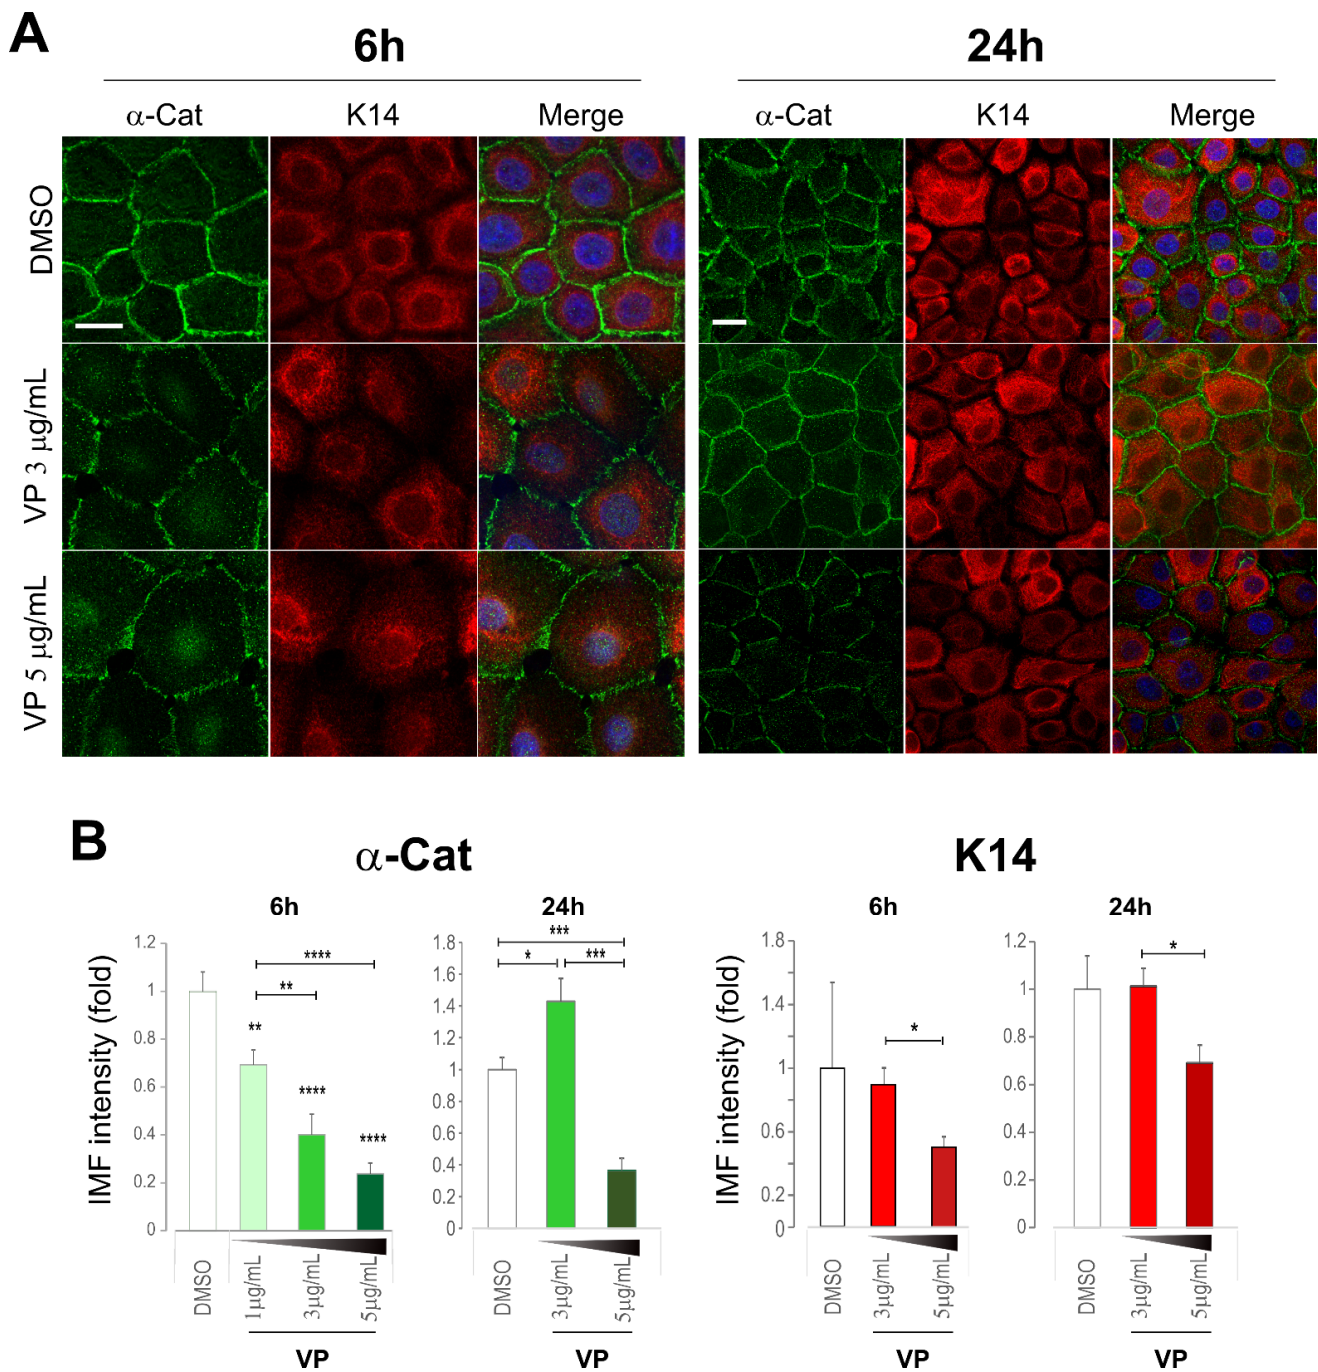 A
6h 24h
α-Cat K14 Merge α-Cat K14 Merge
DMSO
VP 3 µg/mL
VP 5 µg/mL
B
α-Cat K14
6h 24h 6h 24h
IMF intensity (fold)
1.2
1
0.8
0.6
0.4
0.2
0
**
****
****
**
****
DMSO
1µg/mL
3µg/mL
5µg/mL
VP
1.8
1.6
1.4
1.2
1
0.8
0.6
0.4
0.2
0
***
*
***
DMSO
3µg/mL
5µg/mL
VP
IMF intensity (fold)
1.8
1.4
1
0.6
0.2
0
*
DMSO
3µg/mL
5µg/mL
VP
1.2
1
0.8
0.6
0.4
0.2
0
*
DMSO
3µg/mL
5µg/mL
VP